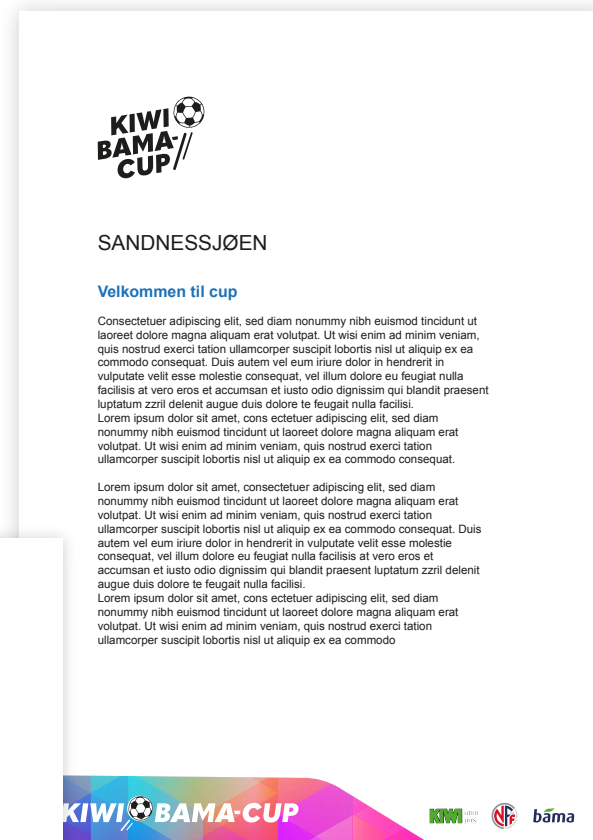 KIWI
BAMA-
CUP
SANDNESSJØEN
Velkommen til cup
Consectetuer adipiscing elit, sed diam nonummy nibh euismod tincidunt ut
laoreet dolore magna aliquam erat volutpat. Ut wisi enim ad minim veniam,
quis nostrud exerci tation ullamcorper suscipit lobortis nisl ut aliquip ex ea
commodo consequat. Duis autem vel eum iriure dolor in hendrerit in
vulputate velit esse molestie consequat, vel illum dolore eu feugiat nulla
facilisis at vero eros et accumsan et iusto odio dignissim qui blandit praesent
luptatum zzril delenit augue duis dolore te feugait nulla facilisi.
Lorem ipsum dolor sit amet, cons ectetuer adipiscing elit, sed diam
nonummy nibh euismod tincidunt ut laoreet dolore magna aliquam erat
volutpat. Ut wisi enim ad minim veniam, quis nostrud exerci tation
ullamcorper suscipit lobortis nisl ut aliquip ex ea commodo consequat.
Lorem ipsum dolor sit amet, consectetuer adipiscing elit, sed diam
nonummy nibh euismod tincidunt ut laoreet dolore magna aliquam erat
volutpat. Ut wisi enim ad minim veniam, quis nostrud exerci tation
ullamcorper suscipit lobortis nisl ut aliquip ex ea commodo consequat. Duis
autem vel eum iriure dolor in hendrerit in vulputate velit esse molestie
consequat, vel illum dolore eu feugiat nulla facilisis at vero eros et
accumsan et iusto odio dignissim qui blandit praesent luptatum zzril delenit
augue duis dolore te feugait nulla facilisi.
Lorem ipsum dolor sit amet, cons ectetuer adipiscing elit, sed diam
nonummy nibh euismod tincidunt ut laoreet dolore magna aliquam erat
volutpat. Ut wisi enim ad minim veniam, quis nostrud exerci tation
ullamcorper suscipit lobortis nisl ut aliquip ex ea commodo
KIWI BAMA-CUP
KIWI NFF bama